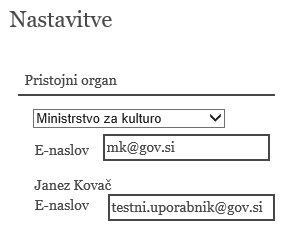 Nastavitve
Pristojni organ
Ministrstvo za kulturo
E-naslov mk@gov.si
Janez Kovač
E-naslov testni.uporabnik@gov.si